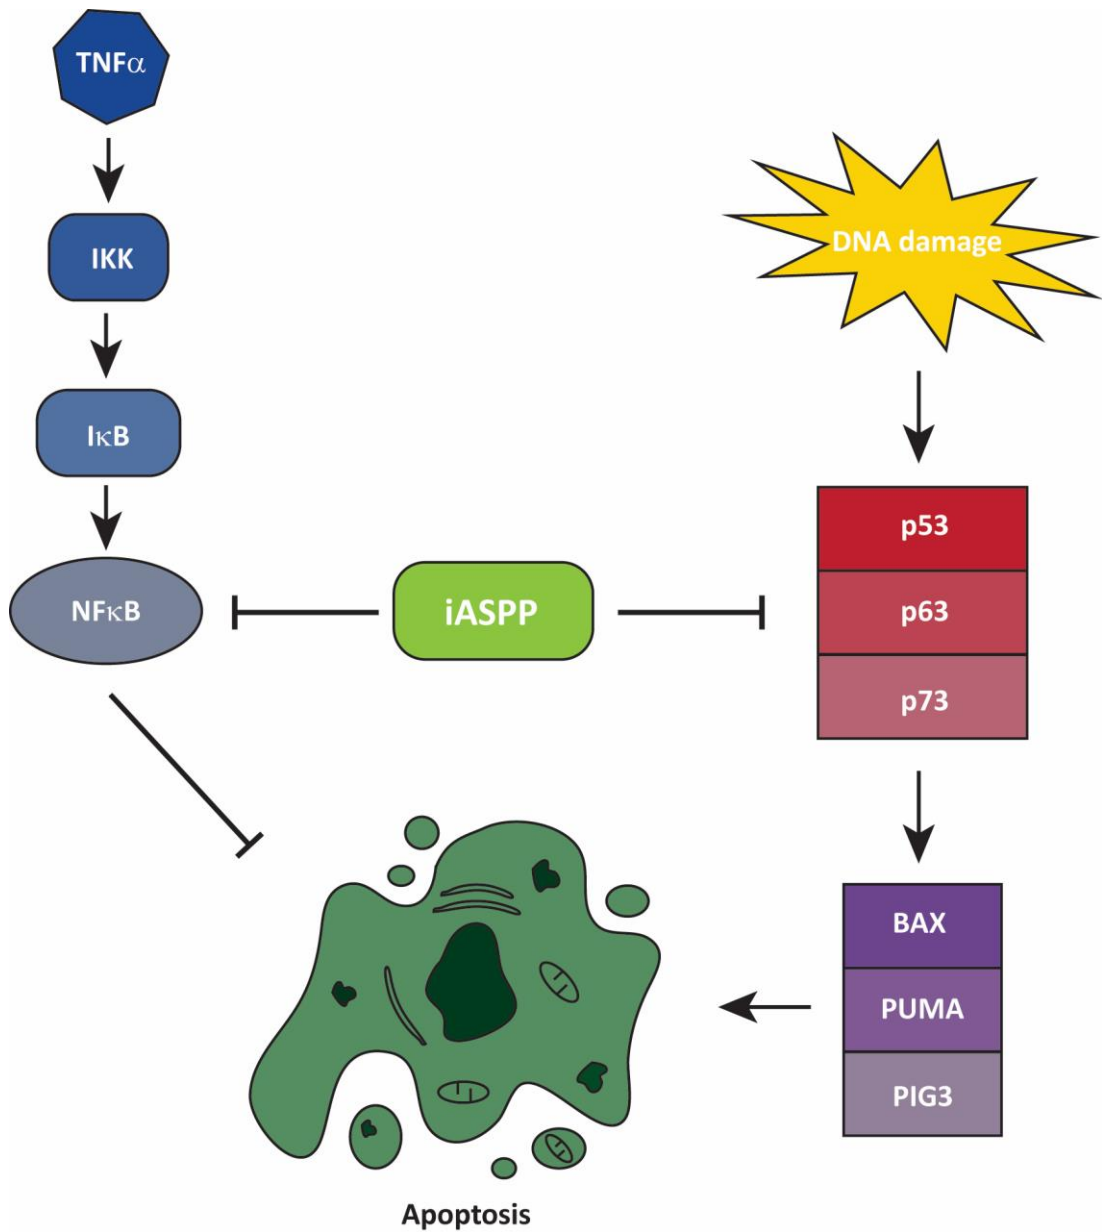 TNFα
IKK
IκB
NFκB
iASPP
DNA damage
p53
p63
p73
BAX
PUMA
PIG3
Apoptosis